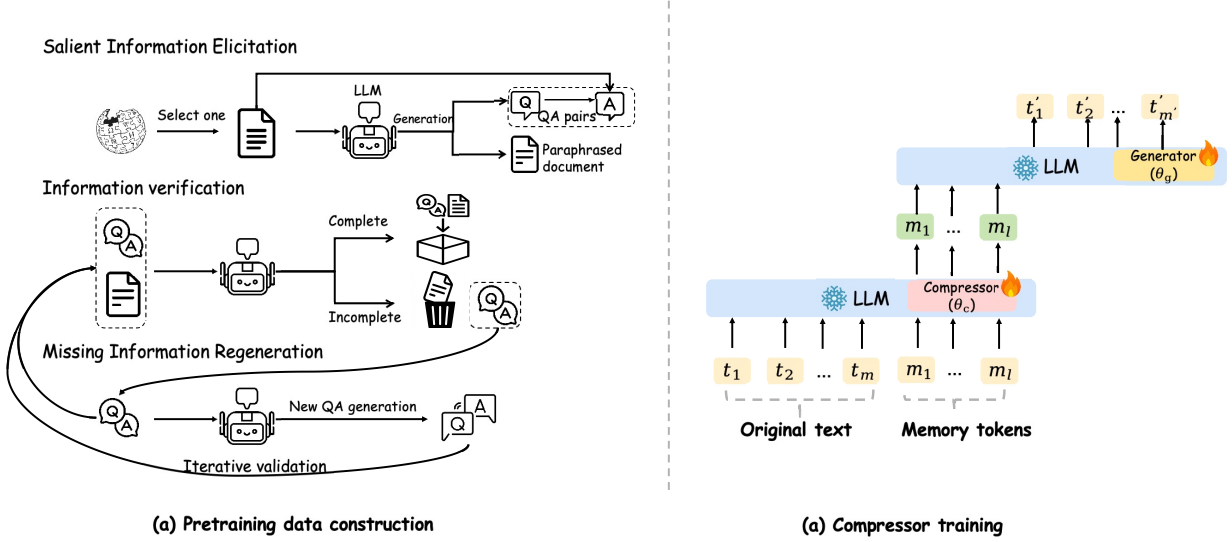 Salient Information Elicitation
LLM
Select one
Generation
Q
A
QA pairs
Paraphrased
document
Information verification
Q
A
Complete
Q
A
Incomplete
Q
A
Missing Information Regeneration
Q
A
New QA generation
A
Q
Iterative validation
(a) Pretraining data construction
t′₁ t′₂ ... t′ₘ′
LLM
Generator
(θg)
m₁ ... mₗ
LLM
Compressor
(θc)
t₁ t₂ ... tₘ m₁ ... mₗ
Original text
Memory tokens
(a) Compressor training